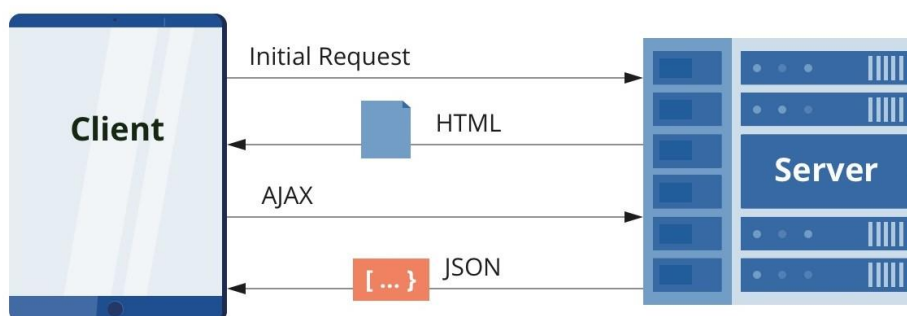 Initial Request
Client
HTML
Server
AJAX
JSON
[ ... }